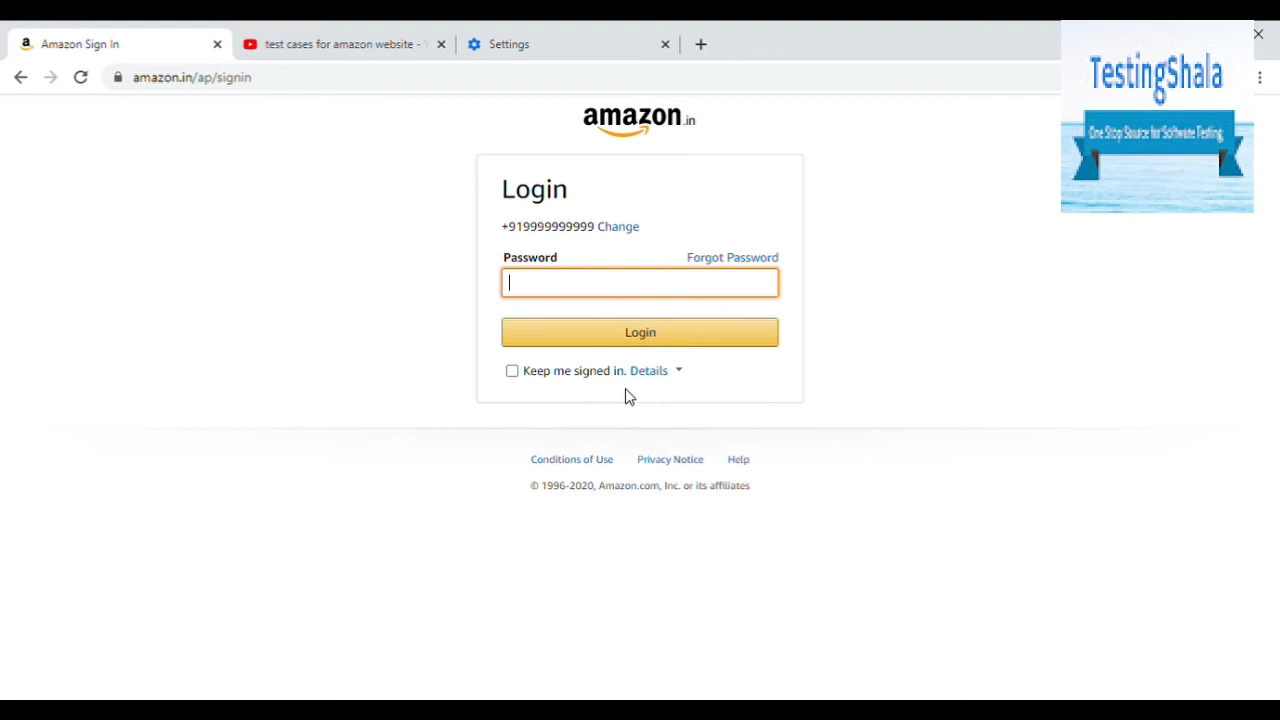 Amazon Sign In
test cases for amazon website -
Settings
amazon.in/ap/signin
TestingShala
One Stop Source for Software Testing
amazon.in
Login
+919999999999 Change
Password
Forgot Password
Login
Keep me signed in. Details
Conditions of Use
Privacy Notice
Help
© 1996-2020, Amazon.com, Inc. or its affiliates